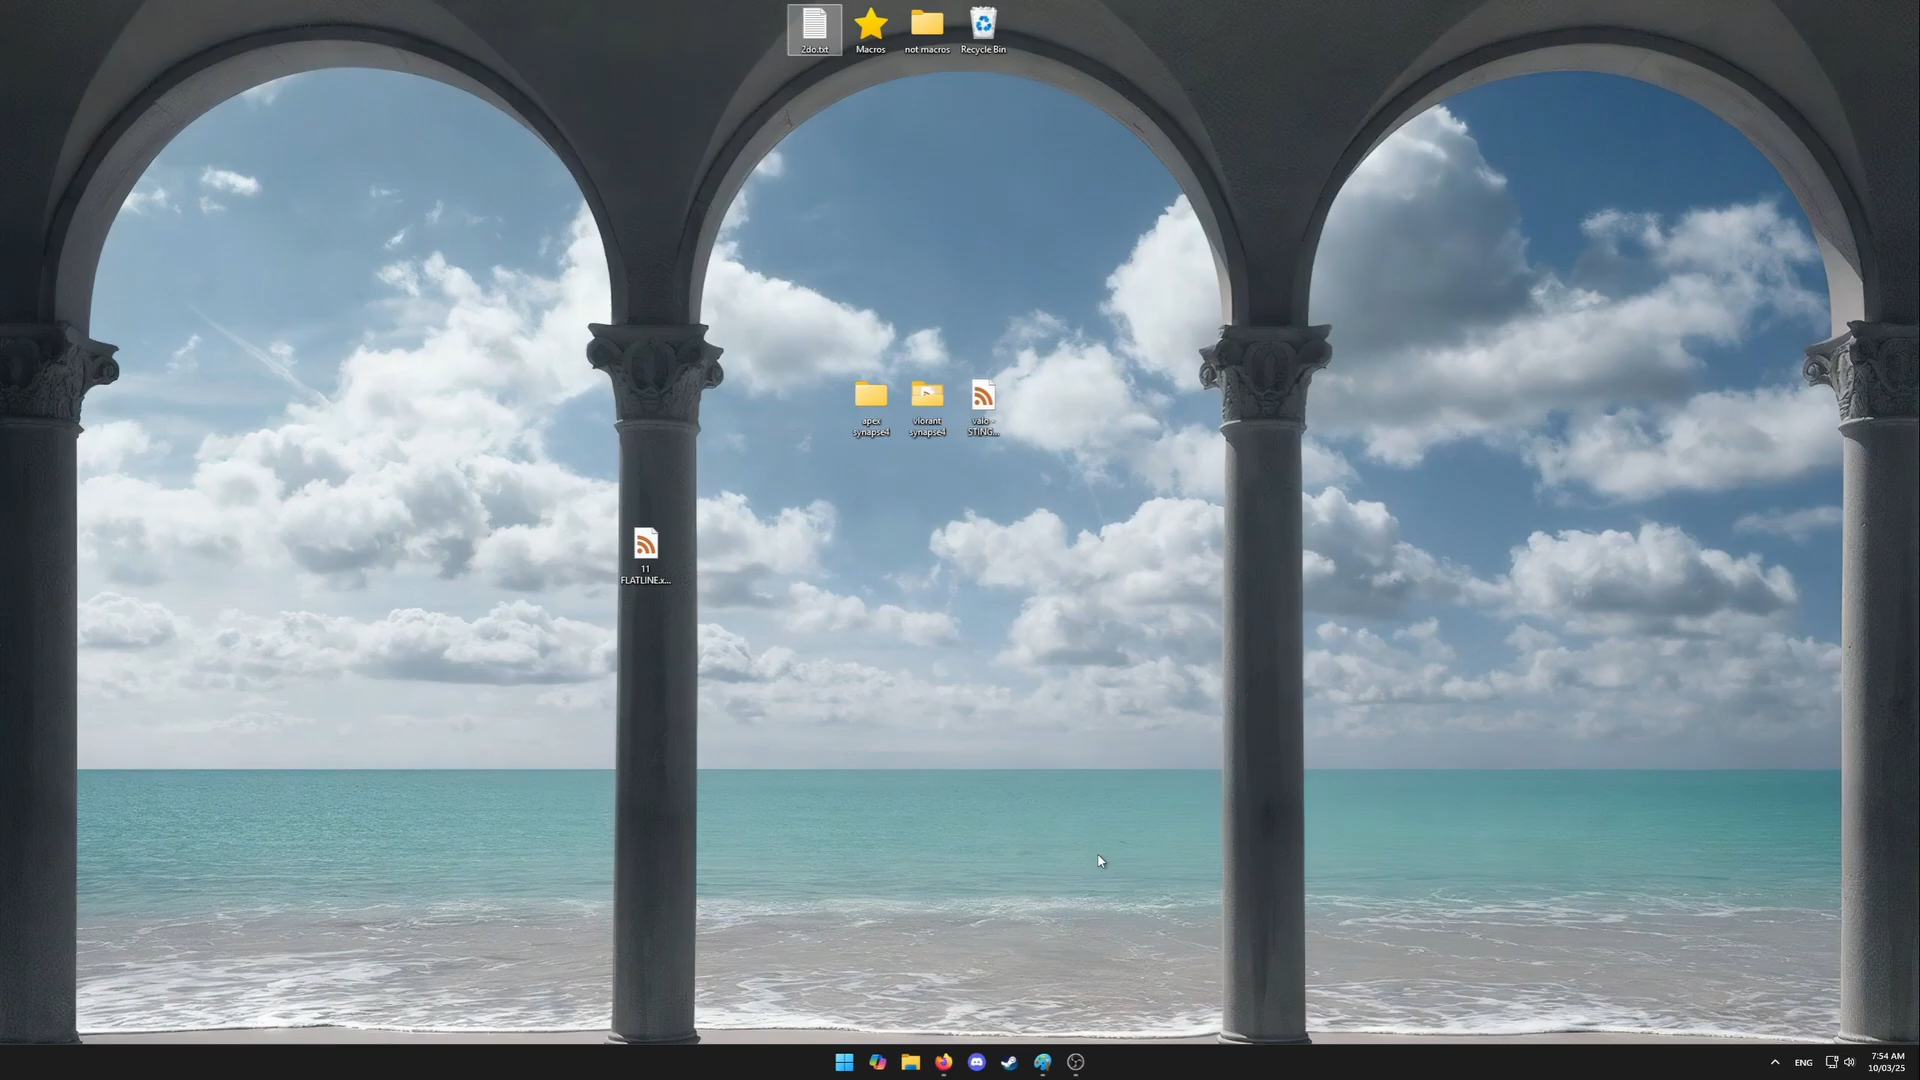 2do.txt
Macros
not macros
Recycle Bin
apex
synapse4
vlorant
synapse4
valo -
STING...
11
FLATLINE.x...
ENG
7:54 AM
10/03/25